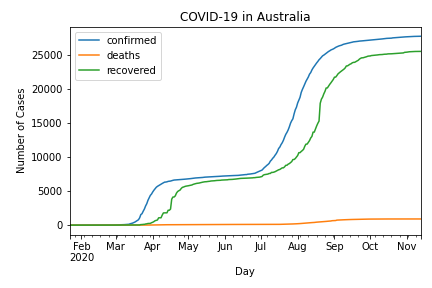 COVID-19 in Australia
confirmed
deaths
recovered
Number of Cases
25000
20000
15000
10000
5000
0
Feb Mar Apr May Jun Jul Aug Sep Oct Nov
2020
Day